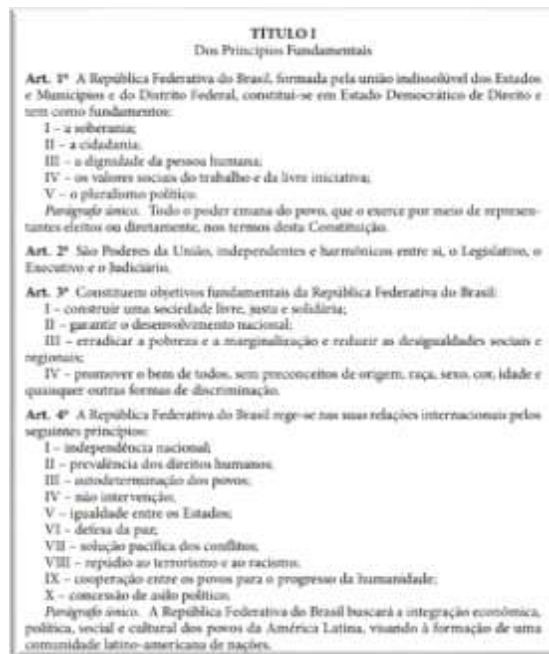 TÍTULO I
Dos Princípios Fundamentais
Art. 1º A República Federativa do Brasil, formada pela união indissolúvel dos Estados
e Municípios e do Distrito Federal, constitui-se em Estado Democrático de Direito e
tem como fundamentos:
I – a soberania;
II – a cidadania;
III – a dignidade da pessoa humana;
IV – os valores sociais do trabalho e da livre iniciativa;
V – o pluralismo político.
Parágrafo único. Todo o poder emana do povo, que o exerce por meio de represen-
tantes eleitos ou diretamente, nos termos desta Constituição.
Art. 2º São Poderes da União, independentes e harmônicos entre si, o Legislativo, o
Executivo e o Judiciário.
Art. 3º Constituem objetivos fundamentais da República Federativa do Brasil:
I – construir uma sociedade livre, justa e solidária;
II – garantir o desenvolvimento nacional;
III – erradicar a pobreza e a marginalização e reduzir as desigualdades sociais e
regionais;
IV – promover o bem de todos, sem preconceitos de origem, raça, sexo, cor, idade e
quaisquer outras formas de discriminação.
Art. 4º A República Federativa do Brasil rege-se nas suas relações internacionais pelos
seguintes princípios:
I – independência nacional;
II – prevalência dos direitos humanos;
III – autodeterminação dos povos;
IV – não intervenção;
V – igualdade entre os Estados;
VI – defesa da paz;
VII – solução pacífica dos conflitos;
VIII – repúdio ao terrorismo e ao racismo;
IX – cooperação entre os povos para o progresso da humanidade;
X – concessão de asilo político.
Parágrafo único. A República Federativa do Brasil buscará a integração econômica,
política, social e cultural dos povos da América Latina, visando à formação de uma
comunidade latino-americana de nações.